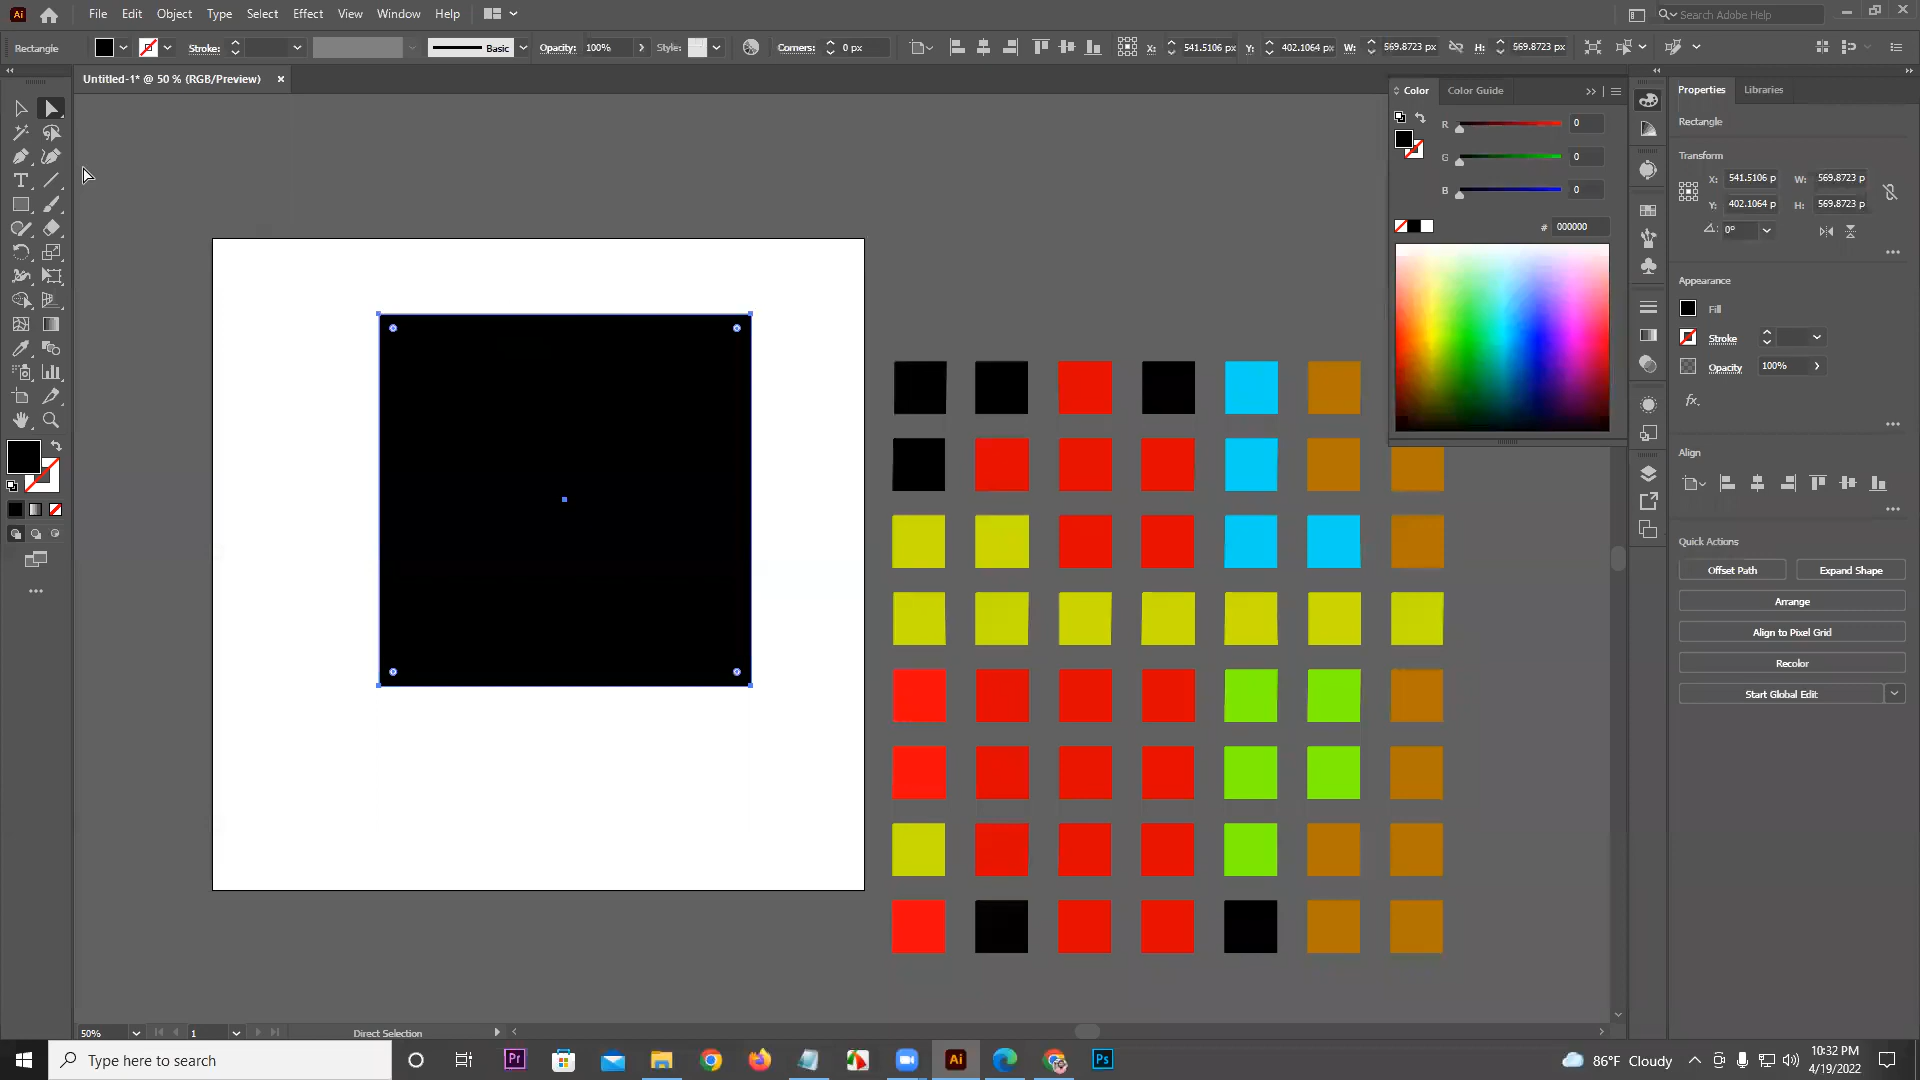 Ai File Edit Object Type Select Effect View Window Help Search Adobe Help
Rectangle Stroke: Basic Opacity: 100% Style: Corners: 0 px X: 541.5106 px Y: 402.1064 px W: 569.8723 px H: 569.8723 px
Untitled-1* @ 50 % (RGB/Preview)
Color Color Guide
R 0
G 0
B 0
# 000000
Properties Libraries
Rectangle
Transform
X: 541.5106 p W: 569.8723 p
Y: 402.1064 p H: 569.8723 p
0°
Appearance
Fill
Stroke
Opacity 100%
fx.
Align
Quick Actions
Offset Path Expand Shape
Arrange
Align to Pixel Grid
Recolor
Start Global Edit
50% 1 Direct Selection
Type here to search Pr Ai Ps 86°F Cloudy 10:32 PM
4/19/2022